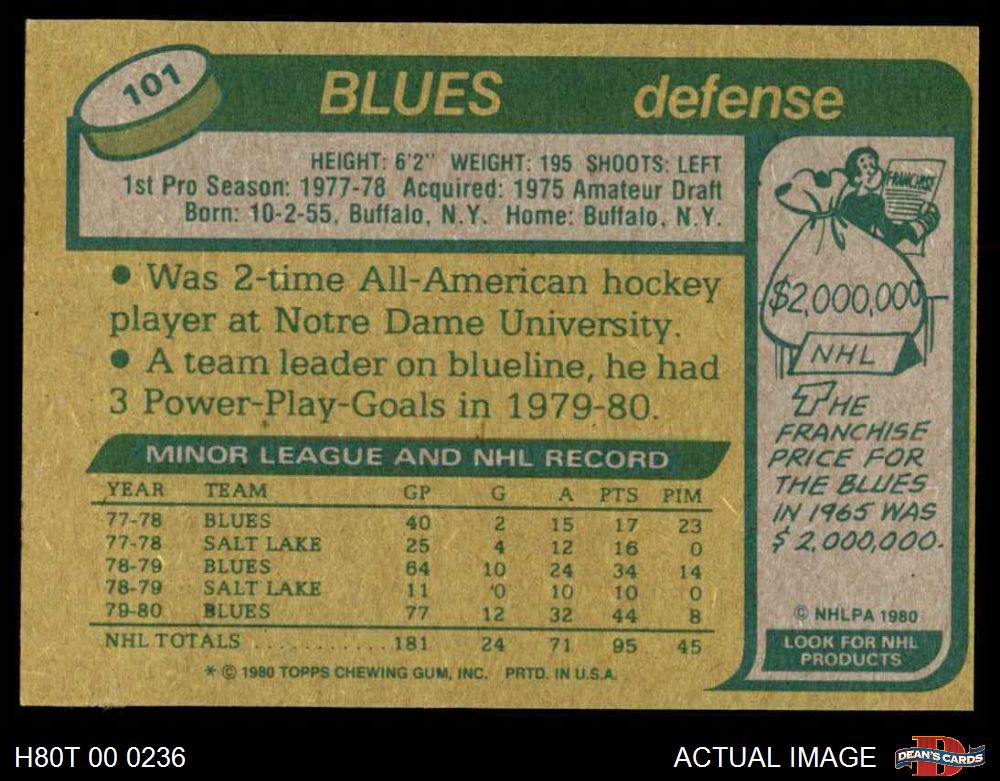 101
BLUES defense
HEIGHT: 6'2" WEIGHT: 195 SHOOTS: LEFT
1st Pro Season: 1977-78 Acquired: 1975 Amateur Draft
Born: 10-2-55, Buffalo, N.Y. Home: Buffalo, N.Y.
● Was 2-time All-American hockey
player at Notre Dame University.
● A team leader on blueline, he had
3 Power-Play-Goals in 1979-80.
MINOR LEAGUE AND NHL RECORD
YEAR TEAM GP G A PTS PIM
77-78 BLUES 40 2 15 17 23
77-78 SALT LAKE 25 4 12 16 0
78-79 BLUES 64 10 24 34 14
78-79 SALT LAKE 11 0 10 10 0
79-80 BLUES 77 12 32 44 8
NHL TOTALS ............ 181 24 71 95 45
* © 1980 TOPPS CHEWING GUM, INC. PRTD. IN U.S.A.
FRANCHISE
$2,000,000
NHL
THE
FRANCHISE
PRICE FOR
THE BLUES
IN 1965 WAS
$2,000,000.
© NHLPA 1980
LOOK FOR NHL
PRODUCTS
H80T 00 0236
ACTUAL IMAGE
D
DEAN'S CARDS